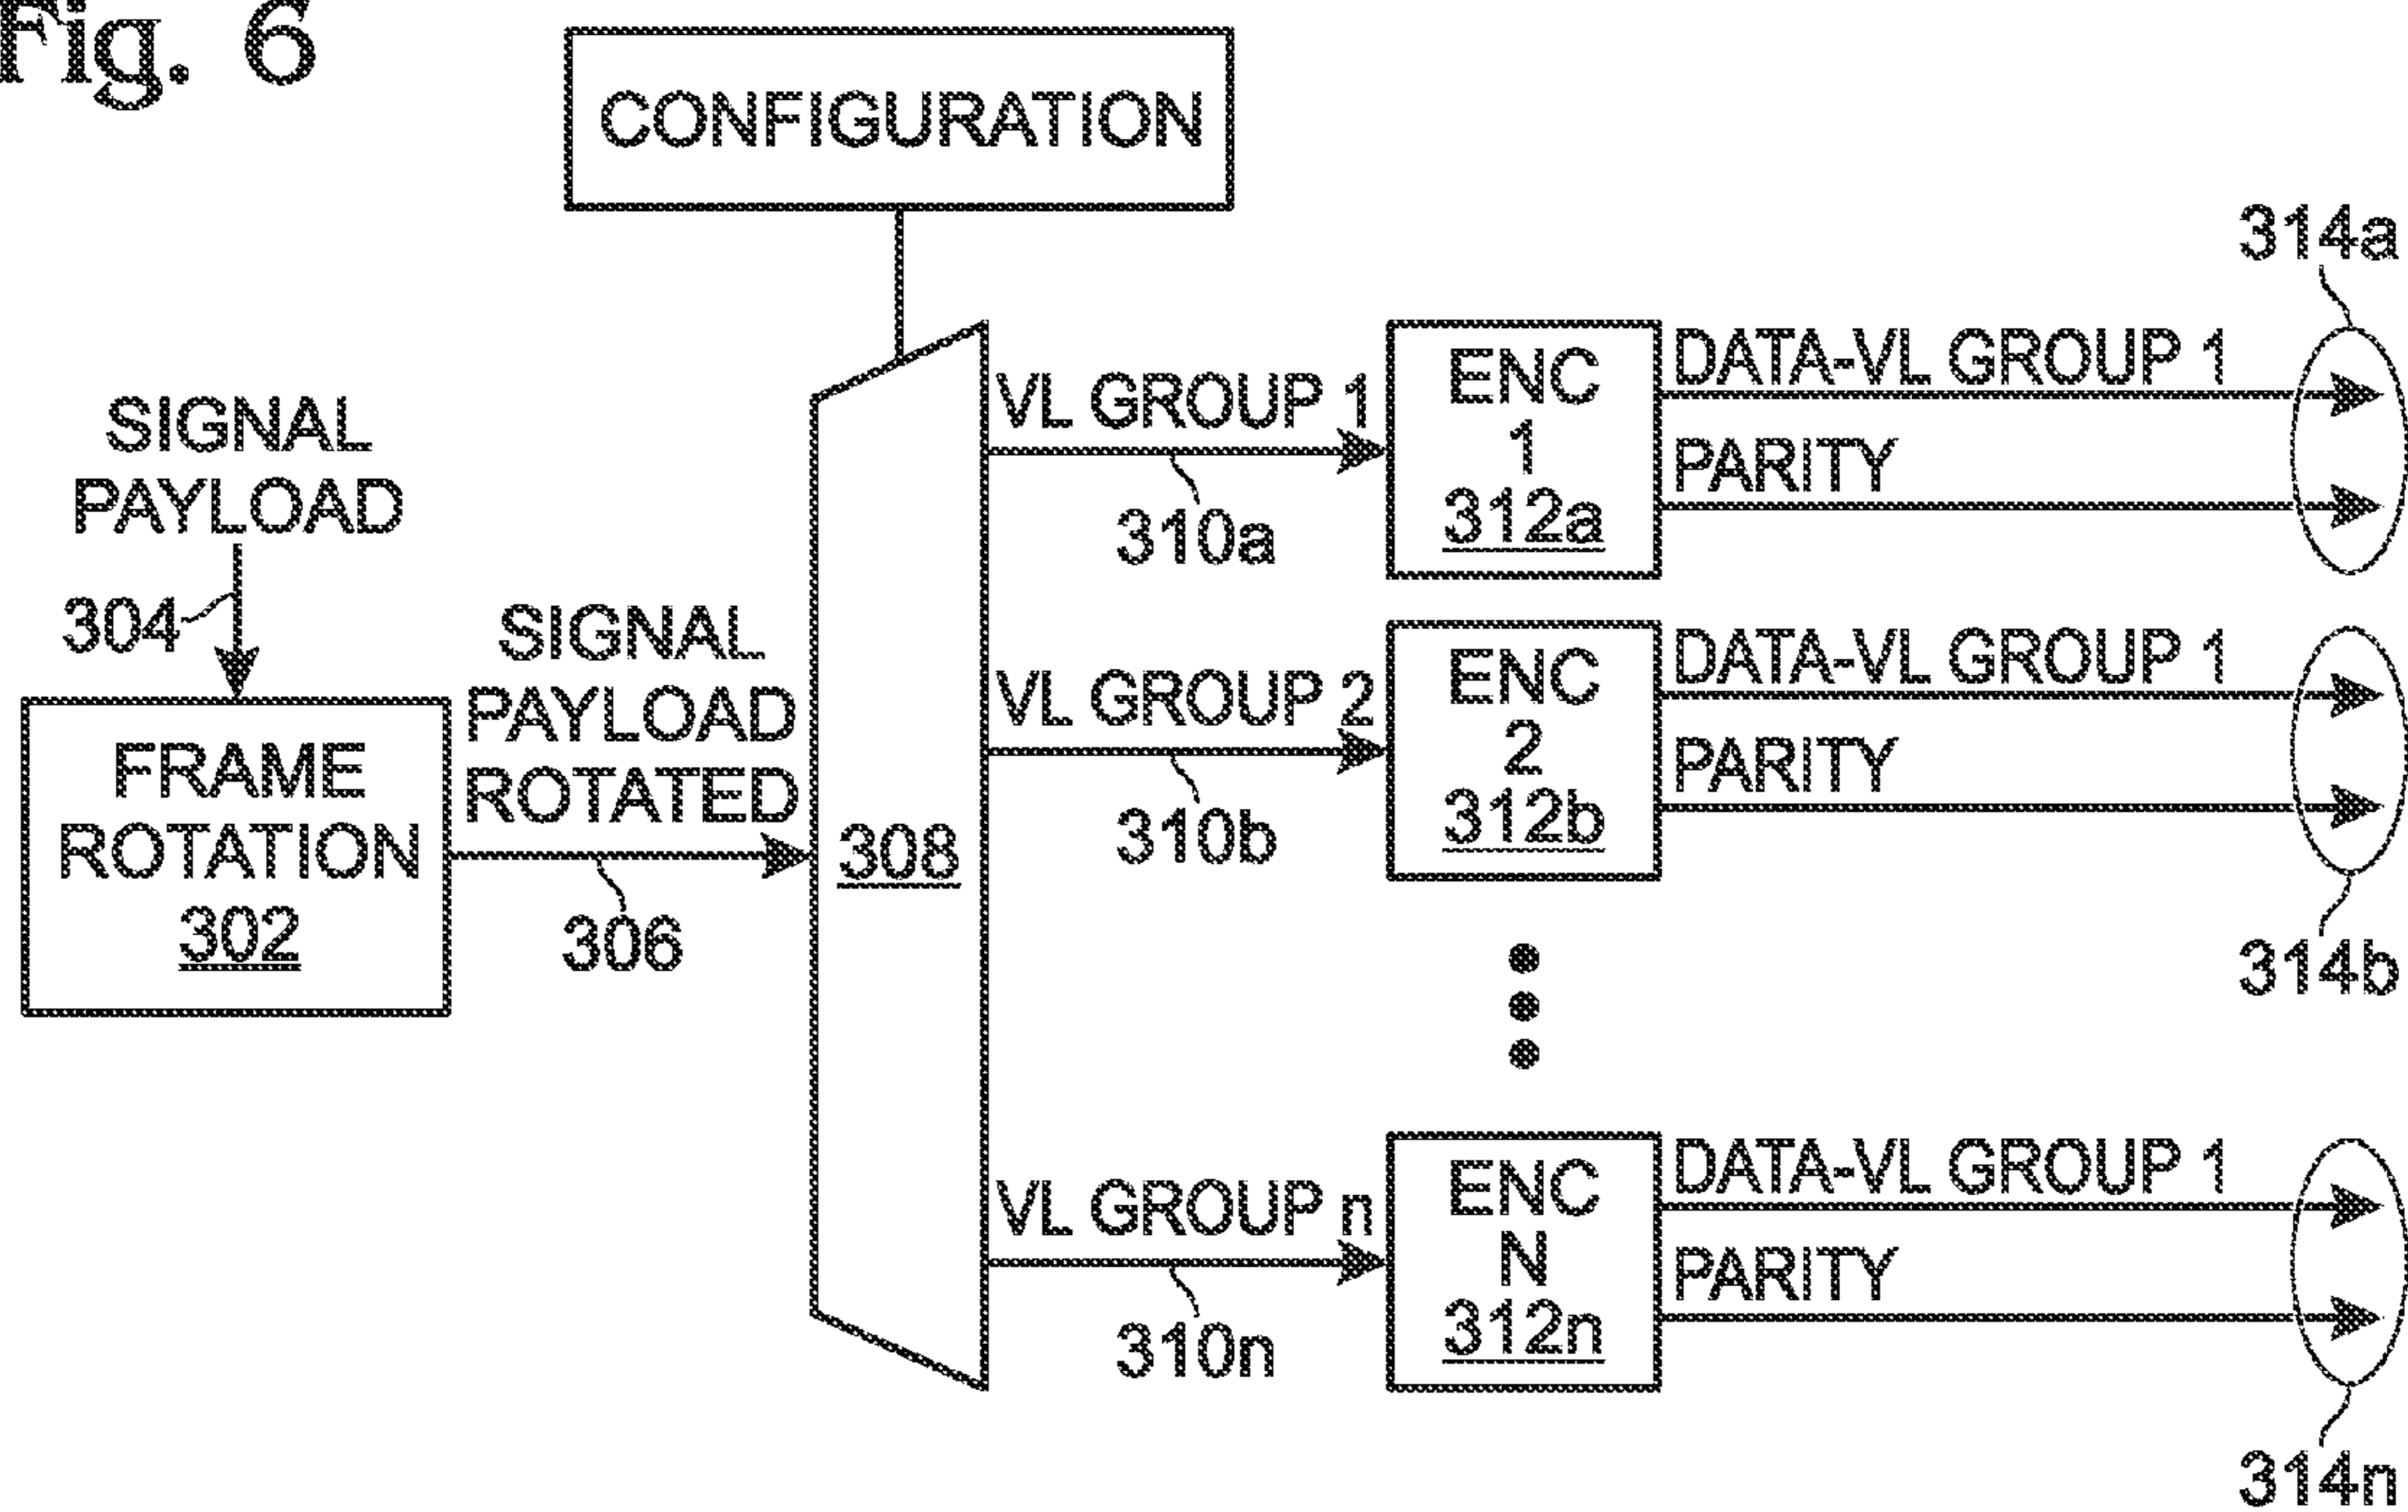 Fig. 6
CONFIGURATION
314a
SIGNAL
PAYLOAD
304
FRAME
ROTATION
302
SIGNAL
PAYLOAD
ROTATED
306
308
VL GROUP 1
310a
ENC
1
312a
DATA-VL GROUP 1
PARITY
VL GROUP 2
310b
ENC
2
312b
DATA-VL GROUP 1
PARITY
314b
VL GROUP n
310n
ENC
N
312n
DATA-VL GROUP 1
PARITY
314n